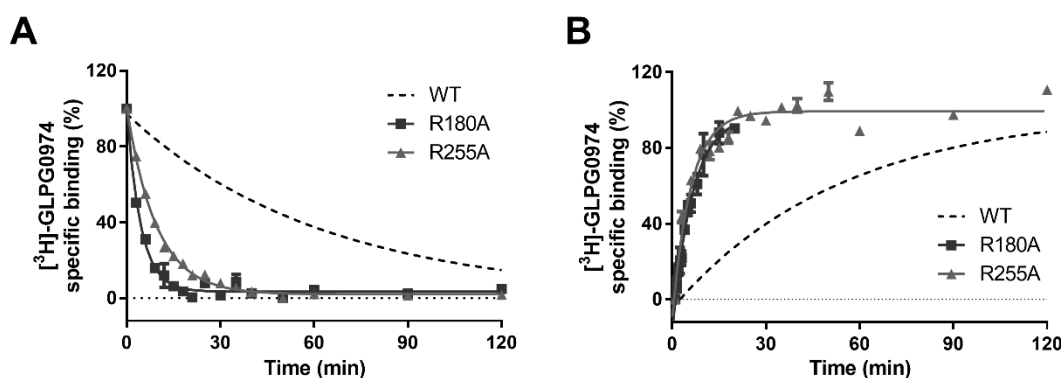 A
[³H]-GLPG0974
specific binding (%)
120
80
40
0
0
30
60
90
120
Time (min)
WT
R180A
R255A
B
[³H]-GLPG0974
specific binding (%)
120
80
40
0
0
30
60
90
120
Time (min)
WT
R180A
R255A